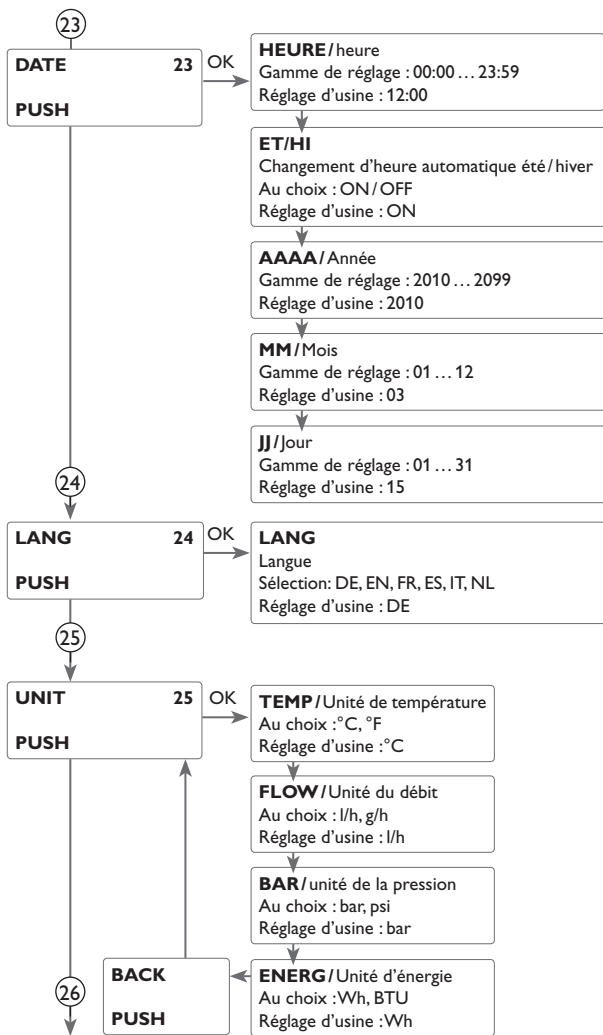 23
DATE 23
PUSH
OK
HEURE/heure
Gamme de réglage : 00:00 … 23:59
Réglage d'usine : 12:00
ET/HI
Changement d'heure automatique été/hiver
Au choix : ON/OFF
Réglage d'usine : ON
AAAA/Année
Gamme de réglage : 2010 … 2099
Réglage d'usine : 2010
MM/Mois
Gamme de réglage : 01 … 12
Réglage d'usine : 03
JJ/Jour
Gamme de réglage : 01 … 31
Réglage d'usine : 15
24
LANG 24
PUSH
OK
LANG
Langue
Sélection: DE, EN, FR, ES, IT, NL
Réglage d'usine : DE
25
UNIT 25
PUSH
OK
TEMP/Unité de température
Au choix :°C, °F
Réglage d'usine :°C
FLOW/Unité du débit
Au choix : l/h, g/h
Réglage d'usine : l/h
BAR/unité de la pression
Au choix : bar, psi
Réglage d'usine : bar
ENERG/Unité d'énergie
Au choix :Wh, BTU
Réglage d'usine :Wh
BACK
PUSH
26